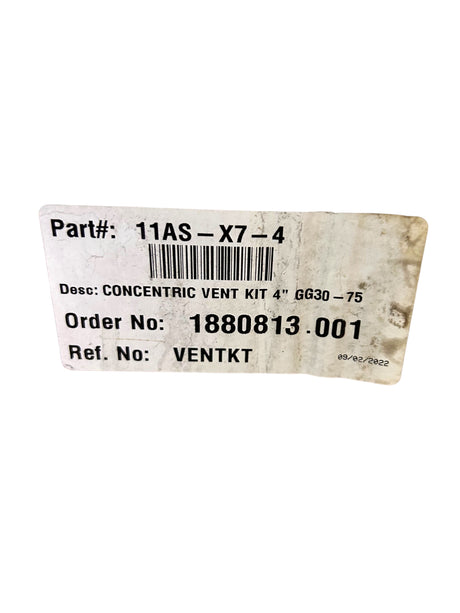 Part#: 11AS-X7-4
Desc: CONCENTRIC VENT KIT 4" GG30-75
Order No: 1880813.001
Ref. No: VENTKT
09/02/2022